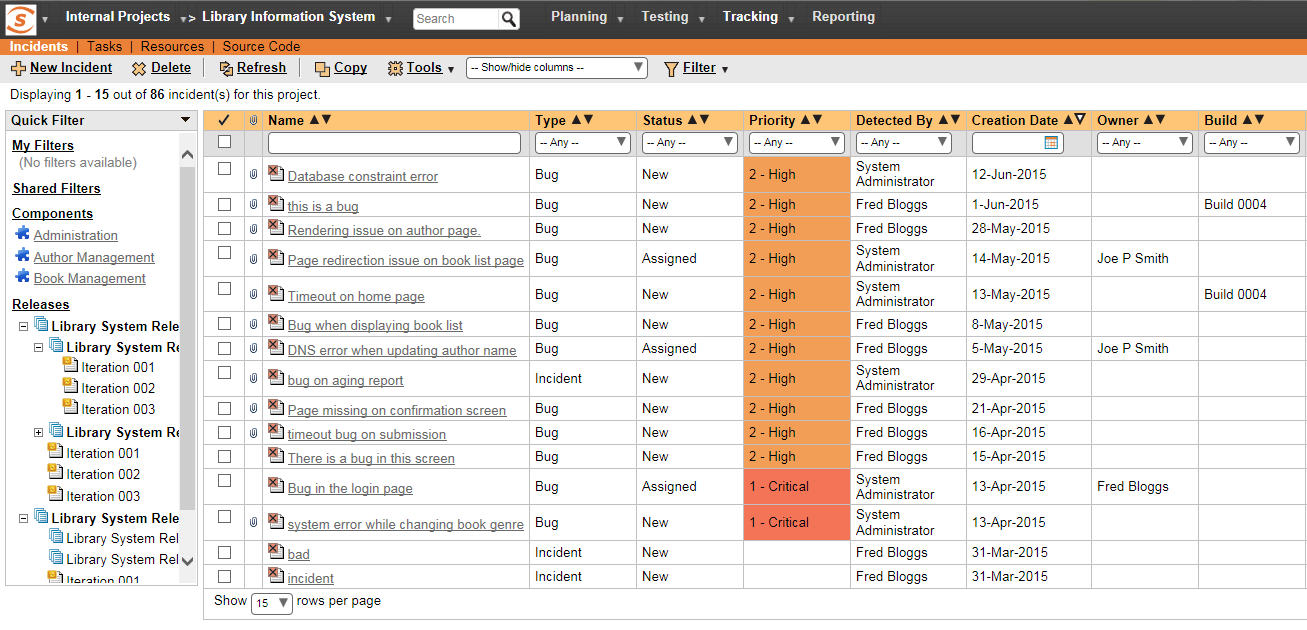 Internal Projects > Library Information System Search Planning Testing Tracking Reporting
Incidents | Tasks | Resources | Source Code
New Incident Delete Refresh Copy Tools -- Show/hide columns -- Filter
Displaying 1 - 15 out of 86 incident(s) for this project.
Quick Filter
My Filters
(No filters available)
Shared Filters
Components
Administration
Author Management
Book Management
Releases
Library System Rele
Library System Re
Iteration 001
Iteration 002
Iteration 003
Library System Re
Iteration 001
Iteration 002
Iteration 003
Library System Rele
Library System Rel
Library System Rel
Iteration 001
Name Type Status Priority Detected By Creation Date Owner Build
-- Any -- -- Any -- -- Any -- -- Any -- -- Any -- -- Any --
Database constraint error Bug New 2 - High System Administrator 12-Jun-2015
this is a bug Bug New 2 - High Fred Bloggs 1-Jun-2015 Build 0004
Rendering issue on author page. Bug New 2 - High Fred Bloggs 28-May-2015
Page redirection issue on book list page Bug Assigned 2 - High System Administrator 14-May-2015 Joe P Smith
Timeout on home page Bug New 2 - High System Administrator 13-May-2015 Build 0004
Bug when displaying book list Bug New 2 - High Fred Bloggs 8-May-2015
DNS error when updating author name Bug Assigned 2 - High Fred Bloggs 5-May-2015 Joe P Smith
bug on aging report Incident New 2 - High System Administrator 29-Apr-2015
Page missing on confirmation screen Bug New 2 - High Fred Bloggs 21-Apr-2015
timeout bug on submission Bug New 2 - High Fred Bloggs 16-Apr-2015
There is a bug in this screen Bug New 2 - High Fred Bloggs 15-Apr-2015
Bug in the login page Bug Assigned 1 - Critical System Administrator 13-Apr-2015 Fred Bloggs
system error while changing book genre Bug New 1 - Critical System Administrator 13-Apr-2015
bad Incident New Fred Bloggs 31-Mar-2015
incident Incident New Fred Bloggs 31-Mar-2015
Show 15 rows per page